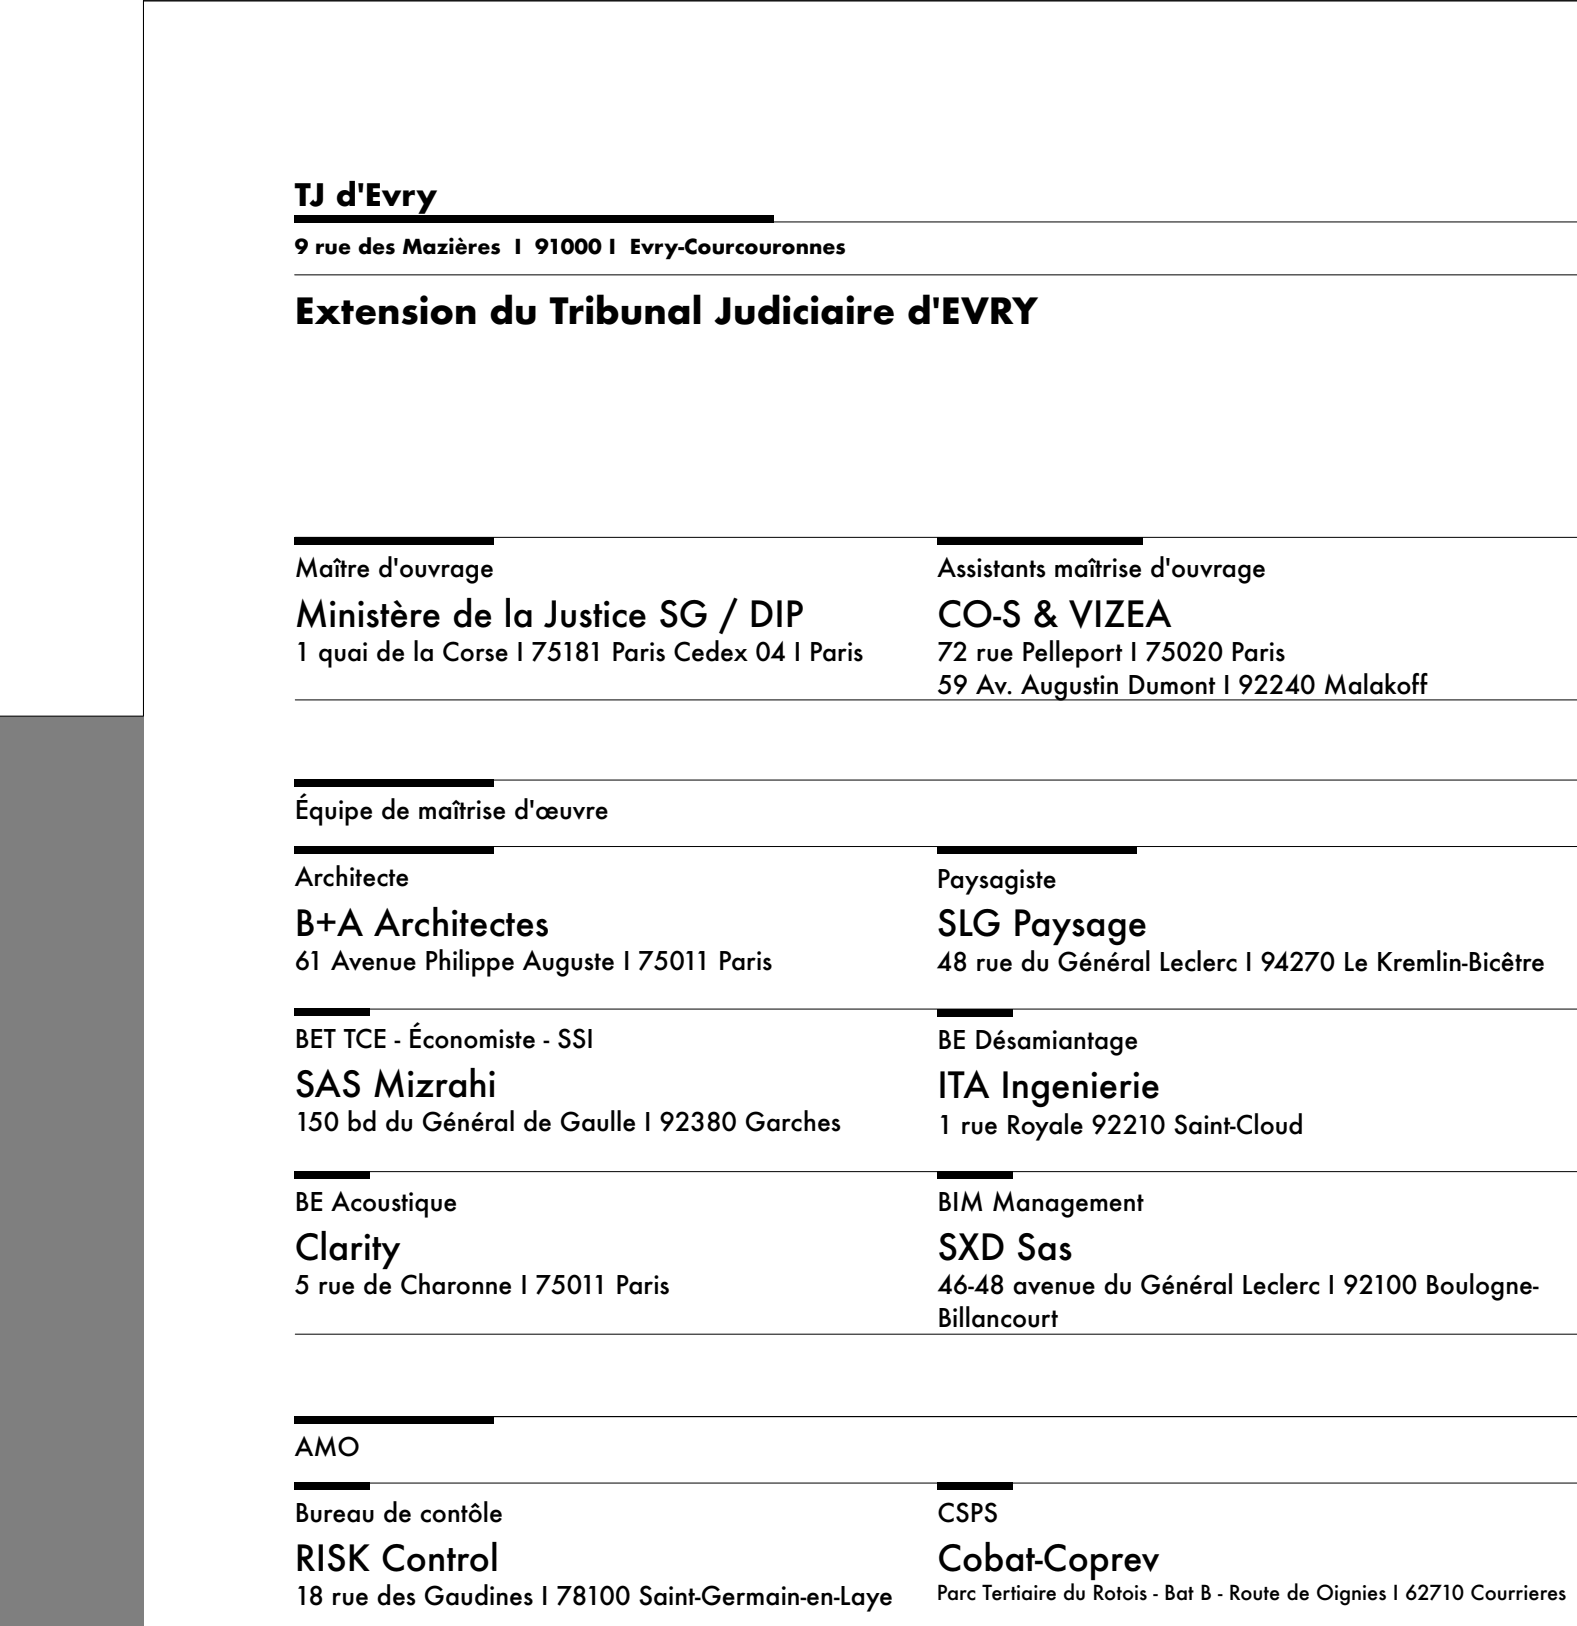 TJ d'Evry
9 rue des Mazières I 91000 I Evry-Courcouronnes
Extension du Tribunal Judiciaire d'EVRY
Maître d'ouvrage
Ministère de la Justice SG / DIP
1 quai de la Corse I 75181 Paris Cedex 04 I Paris
Assistants maîtrise d'ouvrage
CO-S & VIZEA
72 rue Pelleport I 75020 Paris
59 Av. Augustin Dumont I 92240 Malakoff
Équipe de maîtrise d'œuvre
Architecte
B+A Architectes
61 Avenue Philippe Auguste I 75011 Paris
Paysagiste
SLG Paysage
48 rue du Général Leclerc I 94270 Le Kremlin-Bicêtre
BET TCE - Économiste - SSI
SAS Mizrahi
150 bd du Général de Gaulle I 92380 Garches
BE Désamiantage
ITA Ingenierie
1 rue Royale 92210 Saint-Cloud
BE Acoustique
Clarity
5 rue de Charonne I 75011 Paris
BIM Management
SXD Sas
46-48 avenue du Général Leclerc I 92100 Boulogne-
Billancourt
AMO
Bureau de contôle
RISK Control
18 rue des Gaudines I 78100 Saint-Germain-en-Laye
CSPS
Cobat-Coprev
Parc Tertiaire du Rotois - Bat B - Route de Oignies I 62710 Courrieres